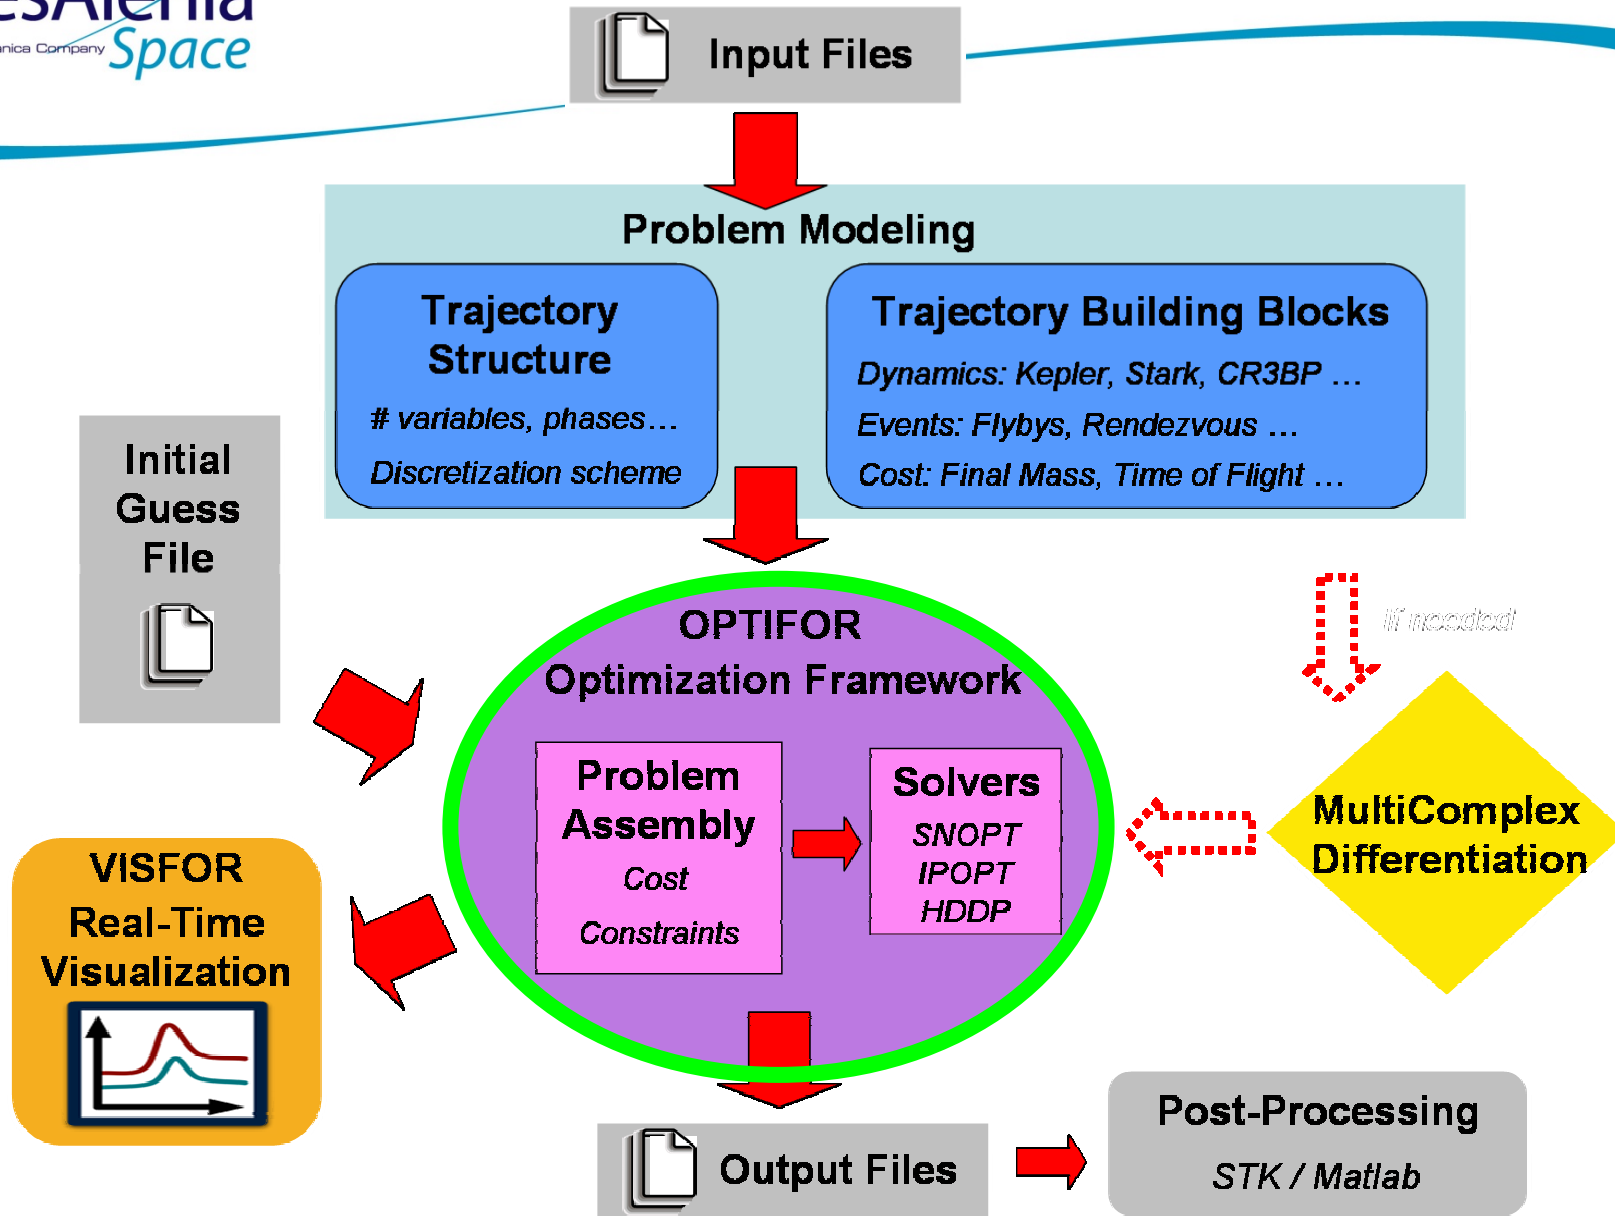 Space
Input Files
Problem Modeling
Trajectory
Structure
# variables, phases…
Discretization scheme
Trajectory Building Blocks
Dynamics: Kepler, Stark, CR3BP …
Events: Flybys, Rendezvous …
Cost: Final Mass, Time of Flight …
Initial
Guess
File
if needed
OPTIFOR
Optimization Framework
Problem
Assembly
Cost
Constraints
Solvers
SNOPT
IPOPT
HDDP
MultiComplex
Differentiation
VISFOR
Real-Time
Visualization
Output Files
Post-Processing
STK / Matlab